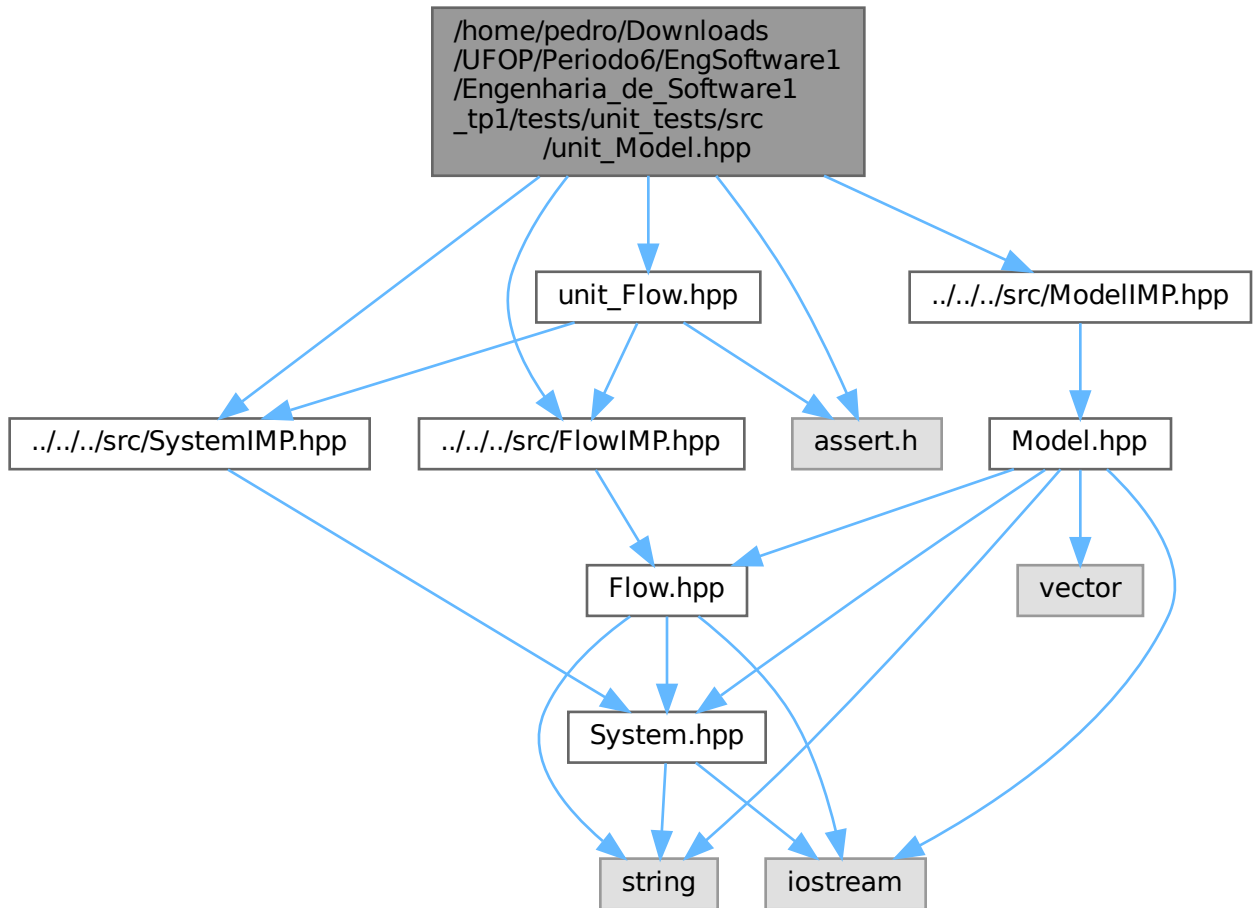 /home/pedro/Downloads
/UFOP/Periodo6/EngSoftware1
/Engenharia_de_Software1
_tp1/tests/unit_tests/src
/unit_Model.hpp
unit_Flow.hpp
../../../src/ModelIMP.hpp
../../../src/SystemIMP.hpp
../../../src/FlowIMP.hpp
assert.h
Model.hpp
Flow.hpp
vector
System.hpp
string
iostream